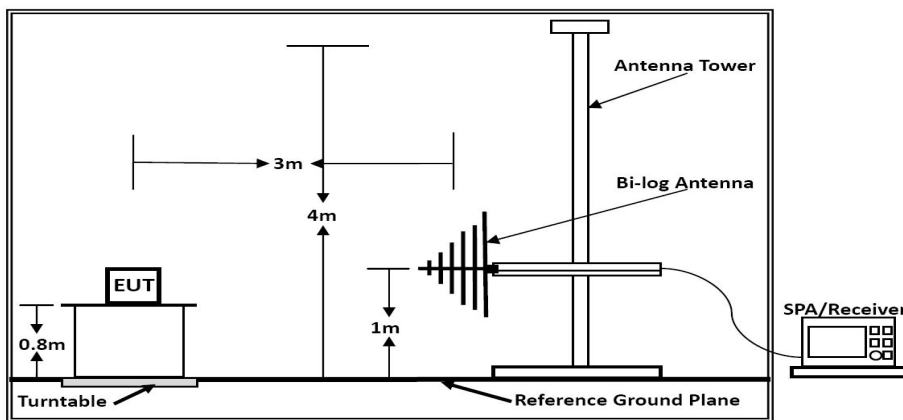 Antenna Tower
3m
Bi-log Antenna
4m
EUT
SPA/Receiver
0.8m
1m
Turntable
Reference Ground Plane